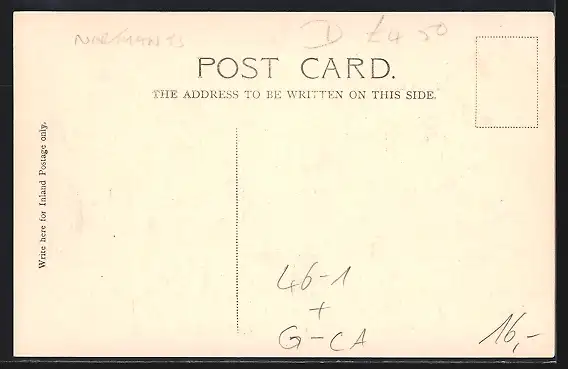 NORTHANTS
D £4 50
POST CARD.
THE ADDRESS TO BE WRITTEN ON THIS SIDE.
Write here for Inland Postage only.
46-1
+
G-CA
16,-